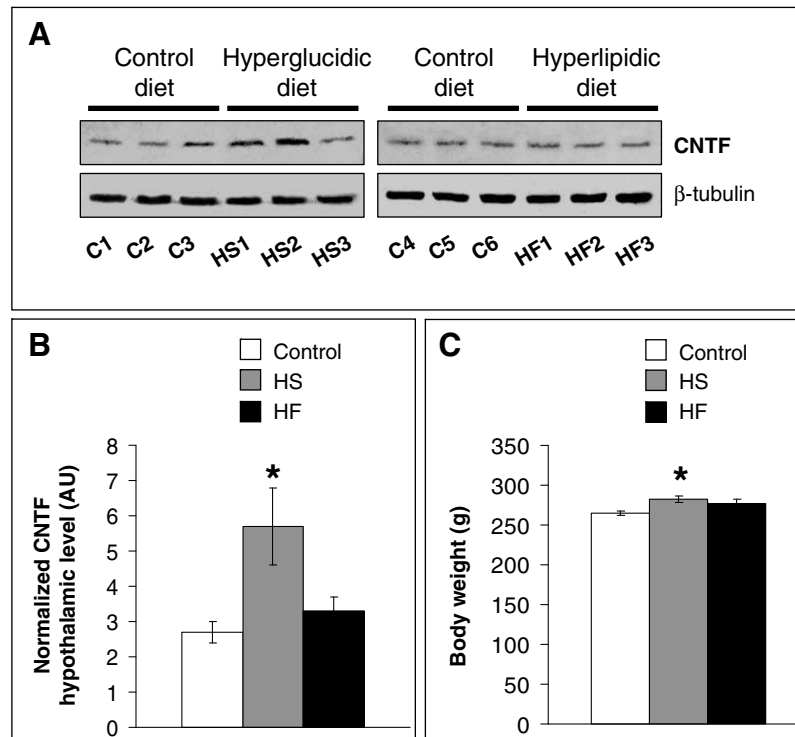 A
Control diet
Hyperglucidic diet
Control diet
Hyperlipidic diet
CNTF
β-tubulin
C1 C2 C3 HS1 HS2 HS3 C4 C5 C6 HF1 HF2 HF3
B
Control
HS
HF
Normalized CNTF
hypothalamic level (AU)
8
7
6
5
4
3
2
1
0
*
C
Control
HS
HF
Body weight (g)
350
300
250
200
150
100
50
0
*